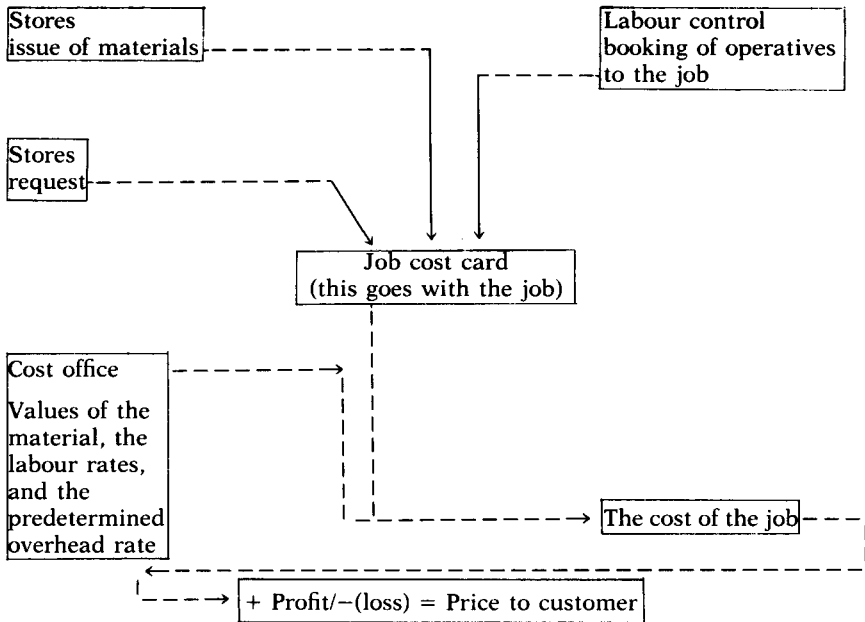 Stores
issue of materials
Labour control
booking of operatives
to the job
Stores
request
Job cost card
(this goes with the job)
Cost office
Values of the
material, the
labour rates,
and the
predetermined
overhead rate
The cost of the job
+ Profit/−(loss) = Price to customer